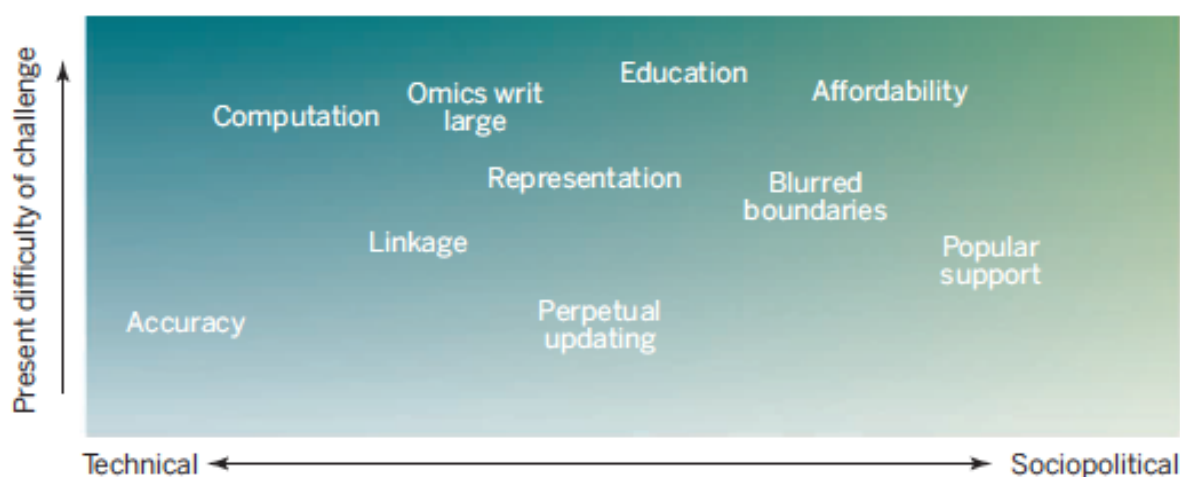 Present difficulty of challenge
Education
Omics writ
large
Affordability
Computation
Representation
Blurred
boundaries
Linkage
Popular
support
Accuracy
Perpetual
updating
Technical
Sociopolitical